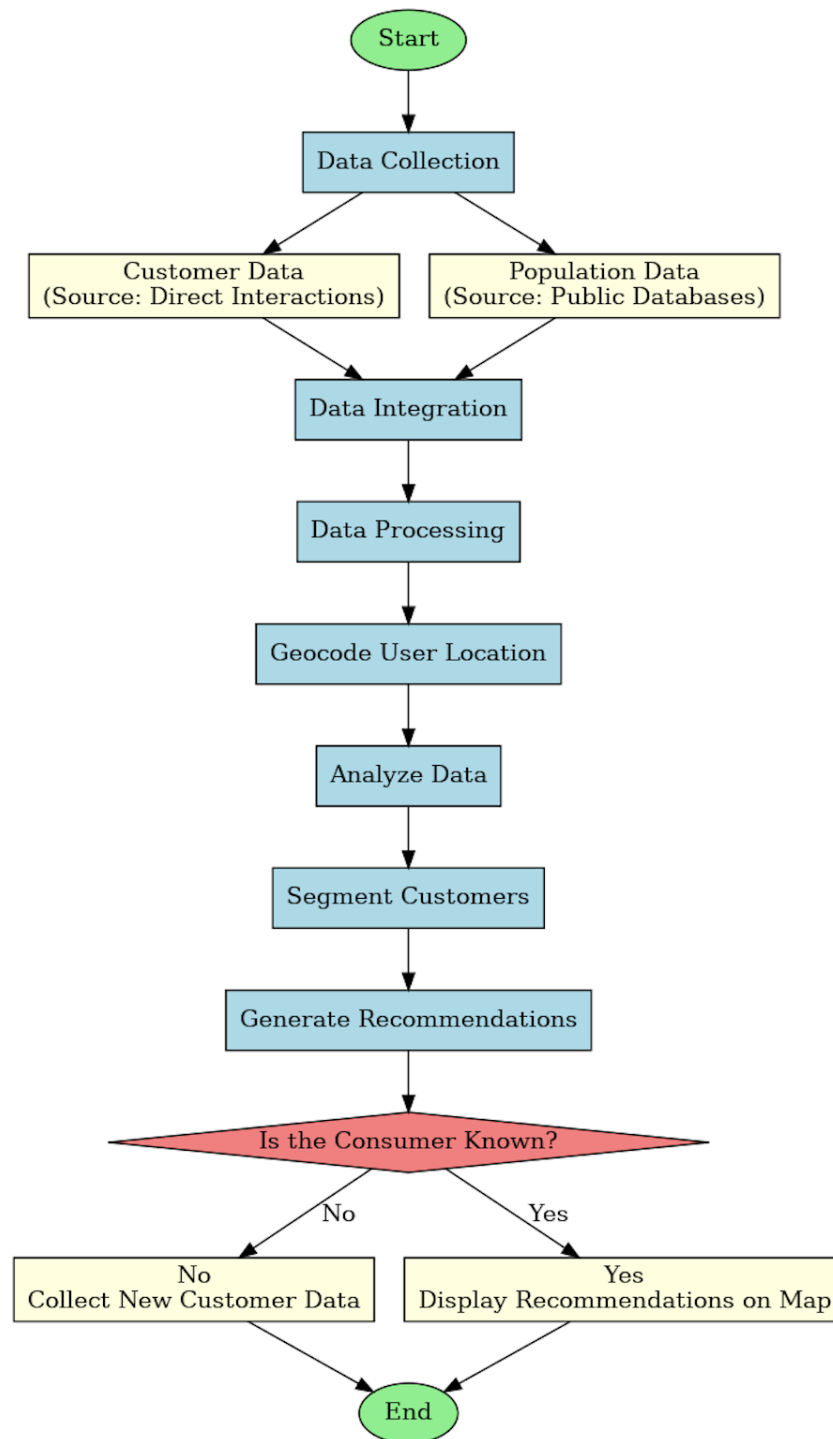 Start
Data Collection
Customer Data
(Source: Direct Interactions)
Population Data
(Source: Public Databases)
Data Integration
Data Processing
Geocode User Location
Analyze Data
Segment Customers
Generate Recommendations
Is the Consumer Known?
No
Yes
No
Collect New Customer Data
Yes
Display Recommendations on Map
End